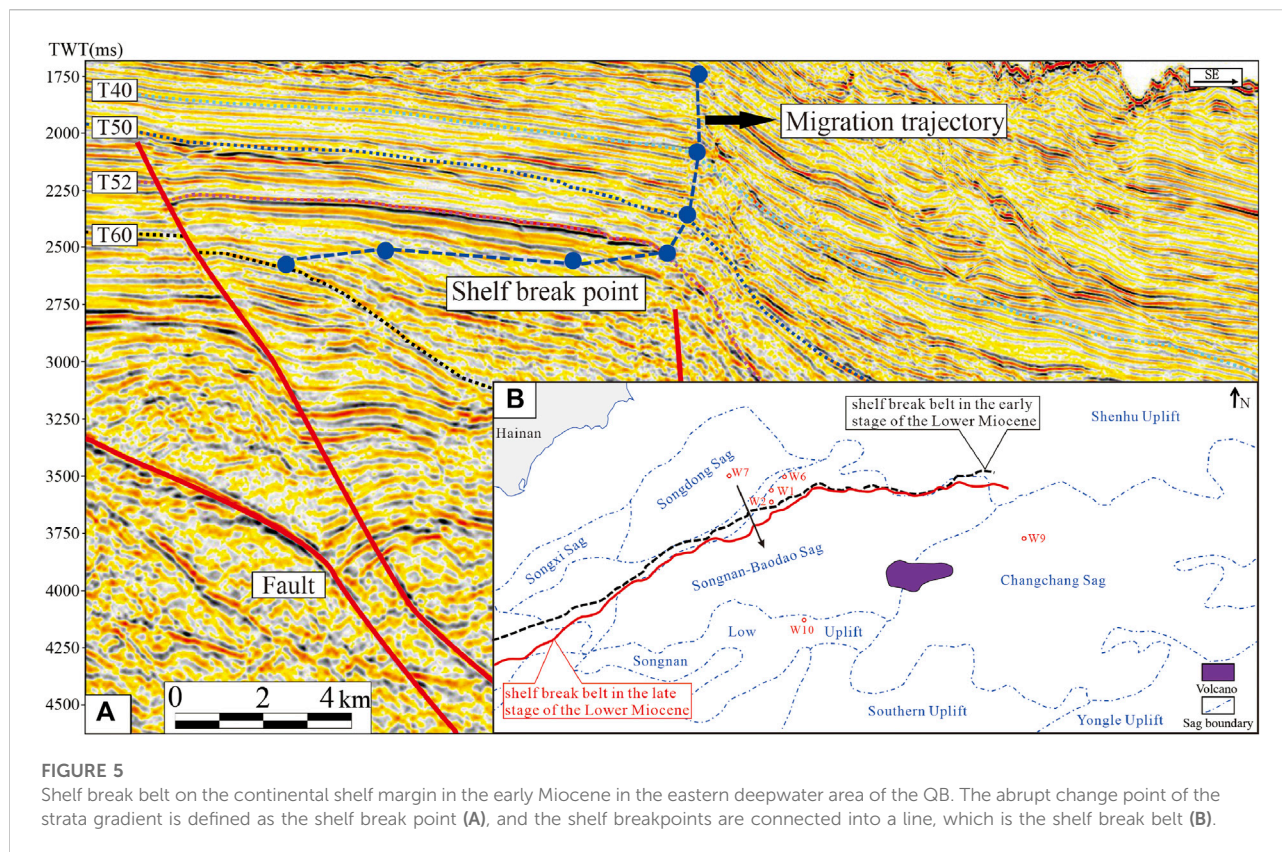 TWT(ms)
1750
2000
2250
2500
2750
3000
3250
3500
3750
4000
4250
4500
T40
T50
T52
T60
SE
Migration trajectory
Shelf break point
Fault
A
0 2 4 km
B
N
Hainan
shelf break belt in the early
stage of the Lower Miocene
Shenhu Uplift
Songdong Sag
W7
W6
W1
W2
Songxi Sag
Songnan-Baodao Sag
W9
Changchang Sag
W10
Low Uplift
Songnan
shelf break belt in the late
stage of the Lower Miocene
Southern Uplift
Yongle Uplift
Volcano
Sag boundary
FIGURE 5
Shelf break belt on the continental shelf margin in the early Miocene in the eastern deepwater area of the QB. The abrupt change point of the
strata gradient is defined as the shelf break point (A), and the shelf breakpoints are connected into a line, which is the shelf break belt (B).